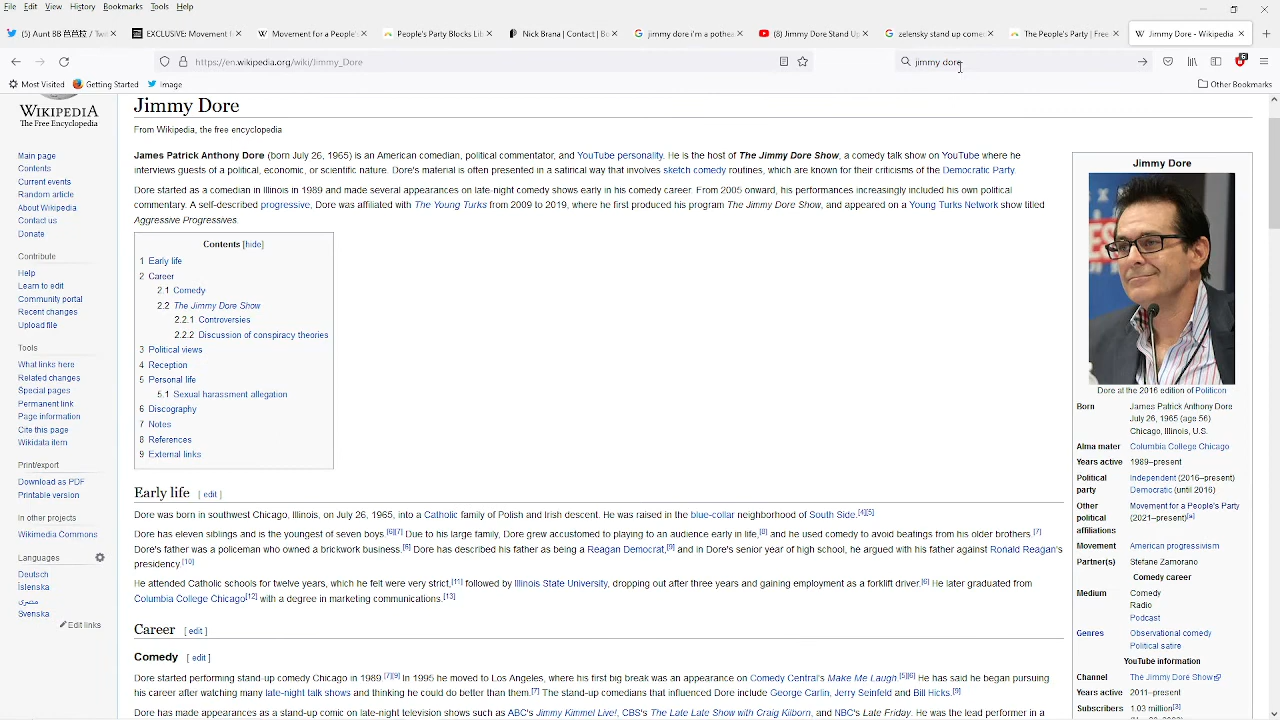 File Edit View History Bookmarks Tools Help
(5) Aunt BB 芭芭拉 / Twi
EXCLUSIVE: Movement f
Movement for a People'
People's Party Blocks Lib
Nick Brana | Contact | Be
jimmy dore i'm a pothea
(8) Jimmy Dore Stand U
zelensky stand up come
The People's Party | Free
Jimmy Dore - Wikipedia
https://en.wikipedia.org/wiki/Jimmy_Dore
jimmy dore
Most Visited Getting Started Image Other Bookmarks
WIKIPEDIA
The Free Encyclopedia
Main page
Contents
Current events
Random article
About Wikipedia
Contact us
Donate
Contribute
Help
Learn to edit
Community portal
Recent changes
Upload file
Tools
What links here
Related changes
Special pages
Permanent link
Page information
Cite this page
Wikidata item
Print/export
Download as PDF
Printable version
In other projects
Wikimedia Commons
Languages
Deutsch
Íslenska
مصرى
Svenska
Edit links
Jimmy Dore
From Wikipedia, the free encyclopedia
James Patrick Anthony Dore (born July 26, 1965) is an American comedian, political commentator, and YouTube personality. He is the host of The Jimmy Dore Show, a comedy talk show on YouTube where he
interviews guests of a political, economic, or scientific nature. Dore's material is often presented in a satirical way that involves sketch comedy routines, which are known for their criticisms of the Democratic Party.
Dore started as a comedian in Illinois in 1989 and made several appearances on late-night comedy shows early in his comedy career. From 2005 onward, his performances increasingly included his own political
commentary. A self-described progressive, Dore was affiliated with The Young Turks from 2009 to 2019, where he first produced his program The Jimmy Dore Show, and appeared on a Young Turks Network show titled
Aggressive Progressives.
Contents [hide]
1 Early life
2 Career
2.1 Comedy
2.2 The Jimmy Dore Show
2.2.1 Controversies
2.2.2 Discussion of conspiracy theories
3 Political views
4 Reception
5 Personal life
5.1 Sexual harassment allegation
6 Discography
7 Notes
8 References
9 External links
Early life [ edit ]
Dore was born in southwest Chicago, Illinois, on July 26, 1965, into a Catholic family of Polish and Irish descent. He was raised in the blue-collar neighborhood of South Side.[4][5]
Dore has eleven siblings and is the youngest of seven boys.[6][7] Due to his large family, Dore grew accustomed to playing to an audience early in life,[8] and he used comedy to avoid beatings from his older brothers.[7]
Dore's father was a policeman who owned a brickwork business.[6] Dore has described his father as being a Reagan Democrat,[9] and in Dore's senior year of high school, he argued with his father against Ronald Reagan's
presidency.[10]
He attended Catholic schools for twelve years, which he felt were very strict,[11] followed by Illinois State University, dropping out after three years and gaining employment as a forklift driver.[6] He later graduated from
Columbia College Chicago[12] with a degree in marketing communications.[13]
Career [ edit ]
Comedy [ edit ]
Dore started performing stand-up comedy Chicago in 1989.[7][9] In 1995 he moved to Los Angeles, where his first big break was an appearance on Comedy Central's Make Me Laugh.[5][6] He has said he began pursuing
his career after watching many late-night talk shows and thinking he could do better than them.[7] The stand-up comedians that influenced Dore include George Carlin, Jerry Seinfeld and Bill Hicks.[9]
Dore has made appearances as a stand-up comic on late-night television shows such as ABC's Jimmy Kimmel Live!, CBS's The Late Late Show with Craig Kilborn, and NBC's Late Friday. He was the lead performer in a
Jimmy Dore
Dore at the 2016 edition of Politicon
Born James Patrick Anthony Dore
July 26, 1965 (age 56)
Chicago, Illinois, U.S.
Alma mater Columbia College Chicago
Years active 1989–present
Political party Independent (2016–present)
Democratic (until 2016)
Other political affiliations Movement for a People's Party
(2021–present)[a]
Movement American progressivism
Partner(s) Stefane Zamorano
Comedy career
Medium Comedy
Radio
Podcast
Genres Observational comedy
Political satire
YouTube information
Channel The Jimmy Dore Show
Years active 2011–present
Subscribers 1.03 million[3]